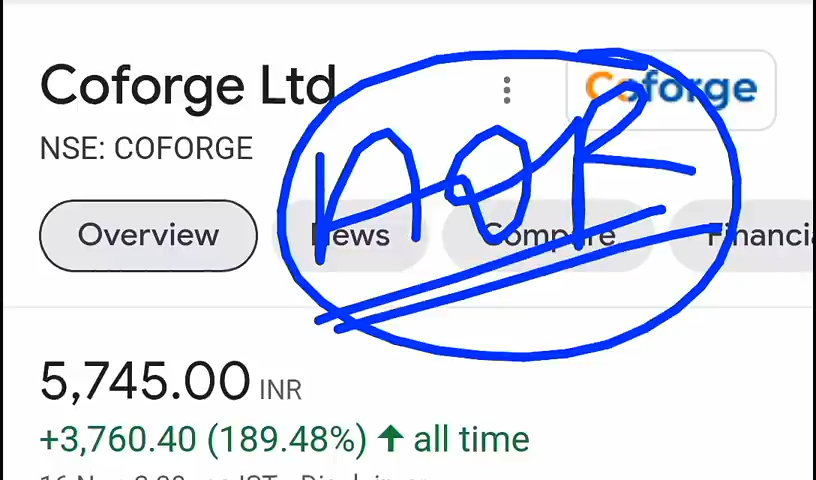 Coforge Ltd
Coforge
NSE: COFORGE
AOR
Overview
News
Compare
5,745.00 INR
+3,760.40 (189.48%) ↑ all time